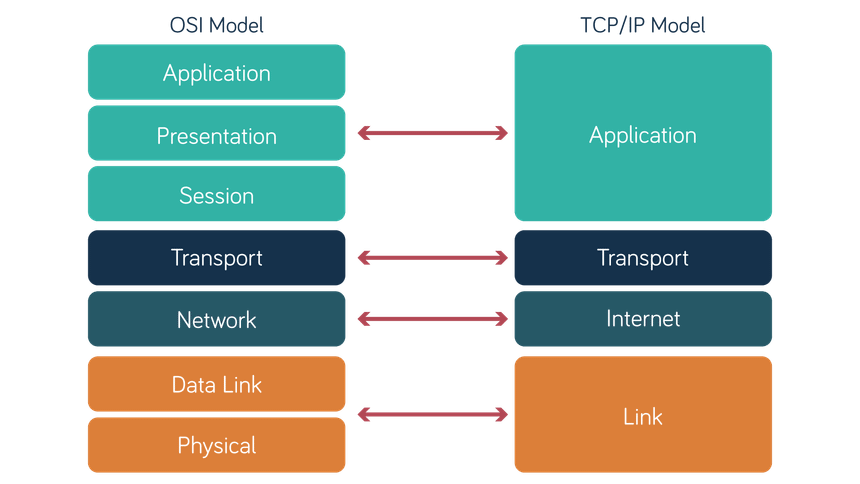 OSI Model
Application
Presentation
Session
Transport
Network
Data Link
Physical
TCP/IP Model
Application
Transport
Internet
Link